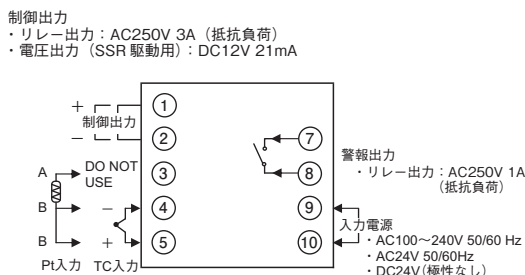 制御出力
・リレー出力：AC250V 3A（抵抗負荷）
・電圧出力（SSR 駆動用）：DC12V 21mA
＋
制御出力
－
①
②
③
④
⑤
A
DO NOT
USE
B
－
B
＋
Pt入力
TC入力
⑦
⑧
⑨
⑩
警報出力
・リレー出力：AC250V 1A
（抵抗負荷）
入力電源
・AC100～240V 50/60 Hz
・AC24V 50/60Hz
・DC24V(極性なし)